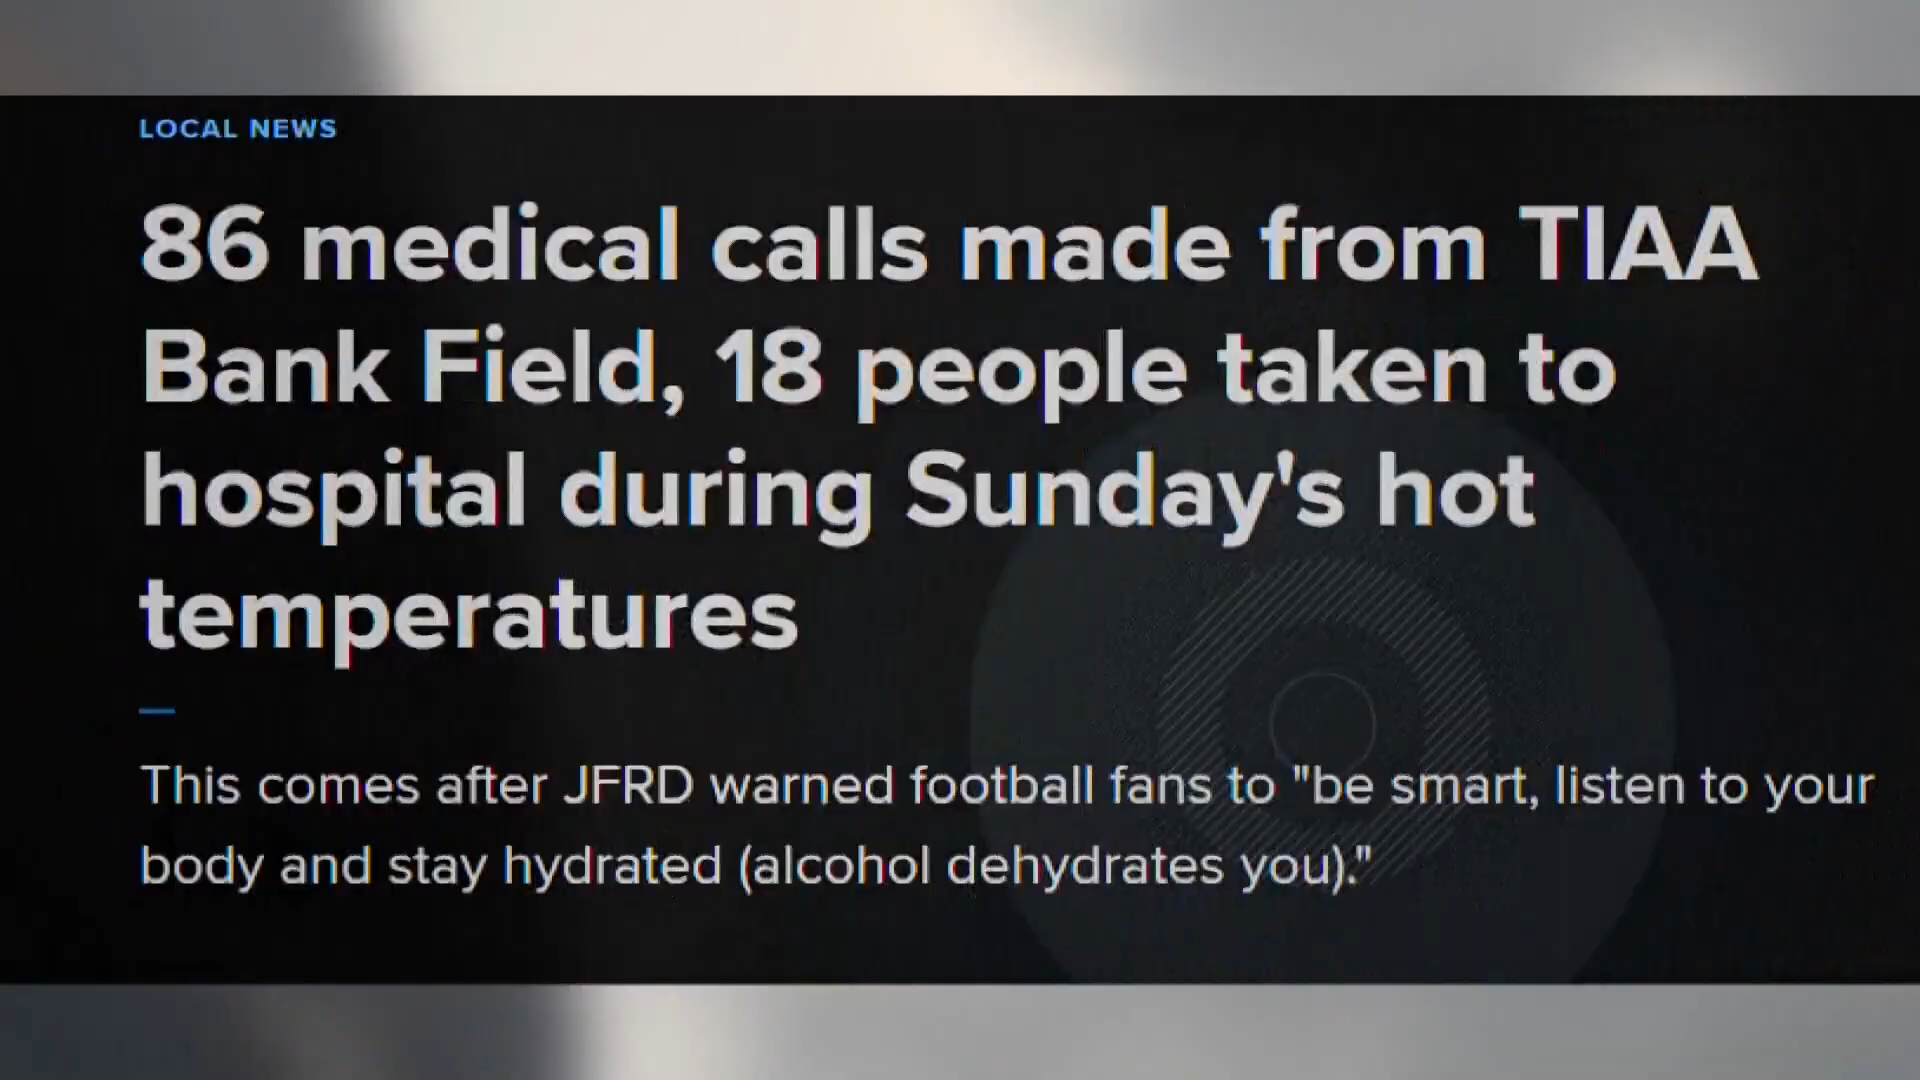 LOCAL NEWS
86 medical calls made from TIAA
Bank Field, 18 people taken to
hospital during Sunday's hot
temperatures
This comes after JFRD warned football fans to "be smart, listen to your
body and stay hydrated (alcohol dehydrates you)."